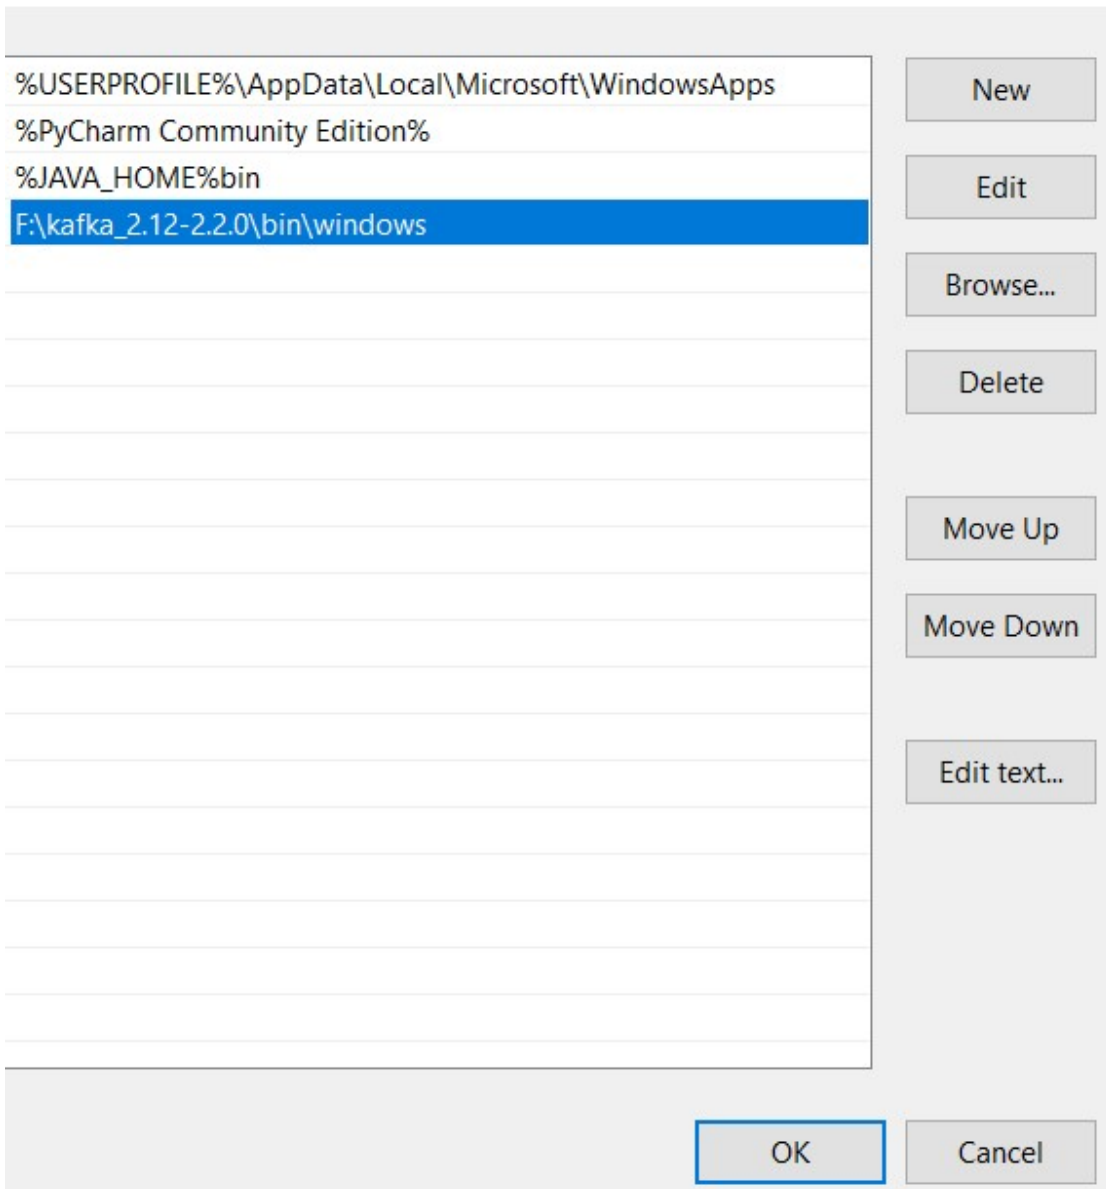 %USERPROFILE%\AppData\Local\Microsoft\WindowsApps
%PyCharm Community Edition%
%JAVA_HOME%bin
F:\kafka_2.12-2.2.0\bin\windows
New
Edit
Browse...
Delete
Move Up
Move Down
Edit text...
OK
Cancel